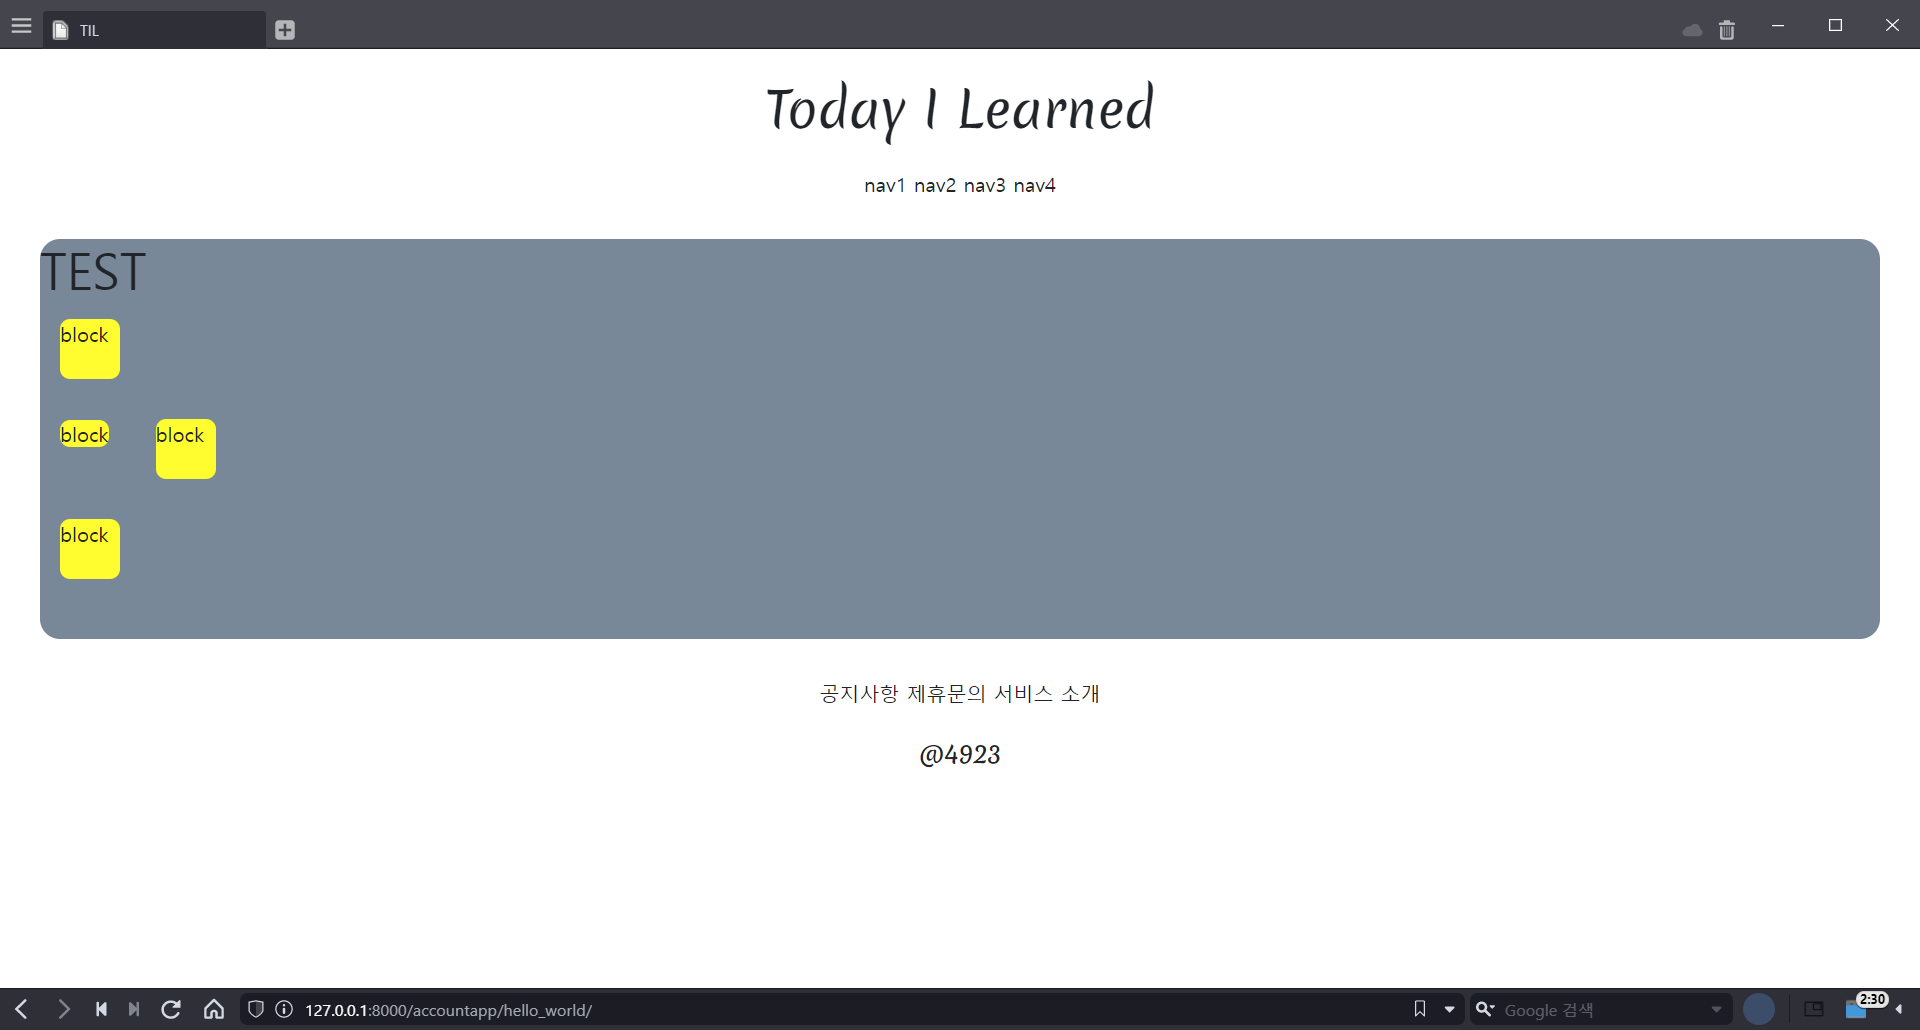 TIL
Today I Learned
nav1 nav2 nav3 nav4
TEST
block
block block
block
공지사항 제휴문의 서비스 소개
@4923
127.0.0.1:8000/accountapp/hello_world/
Google 검색
2:30